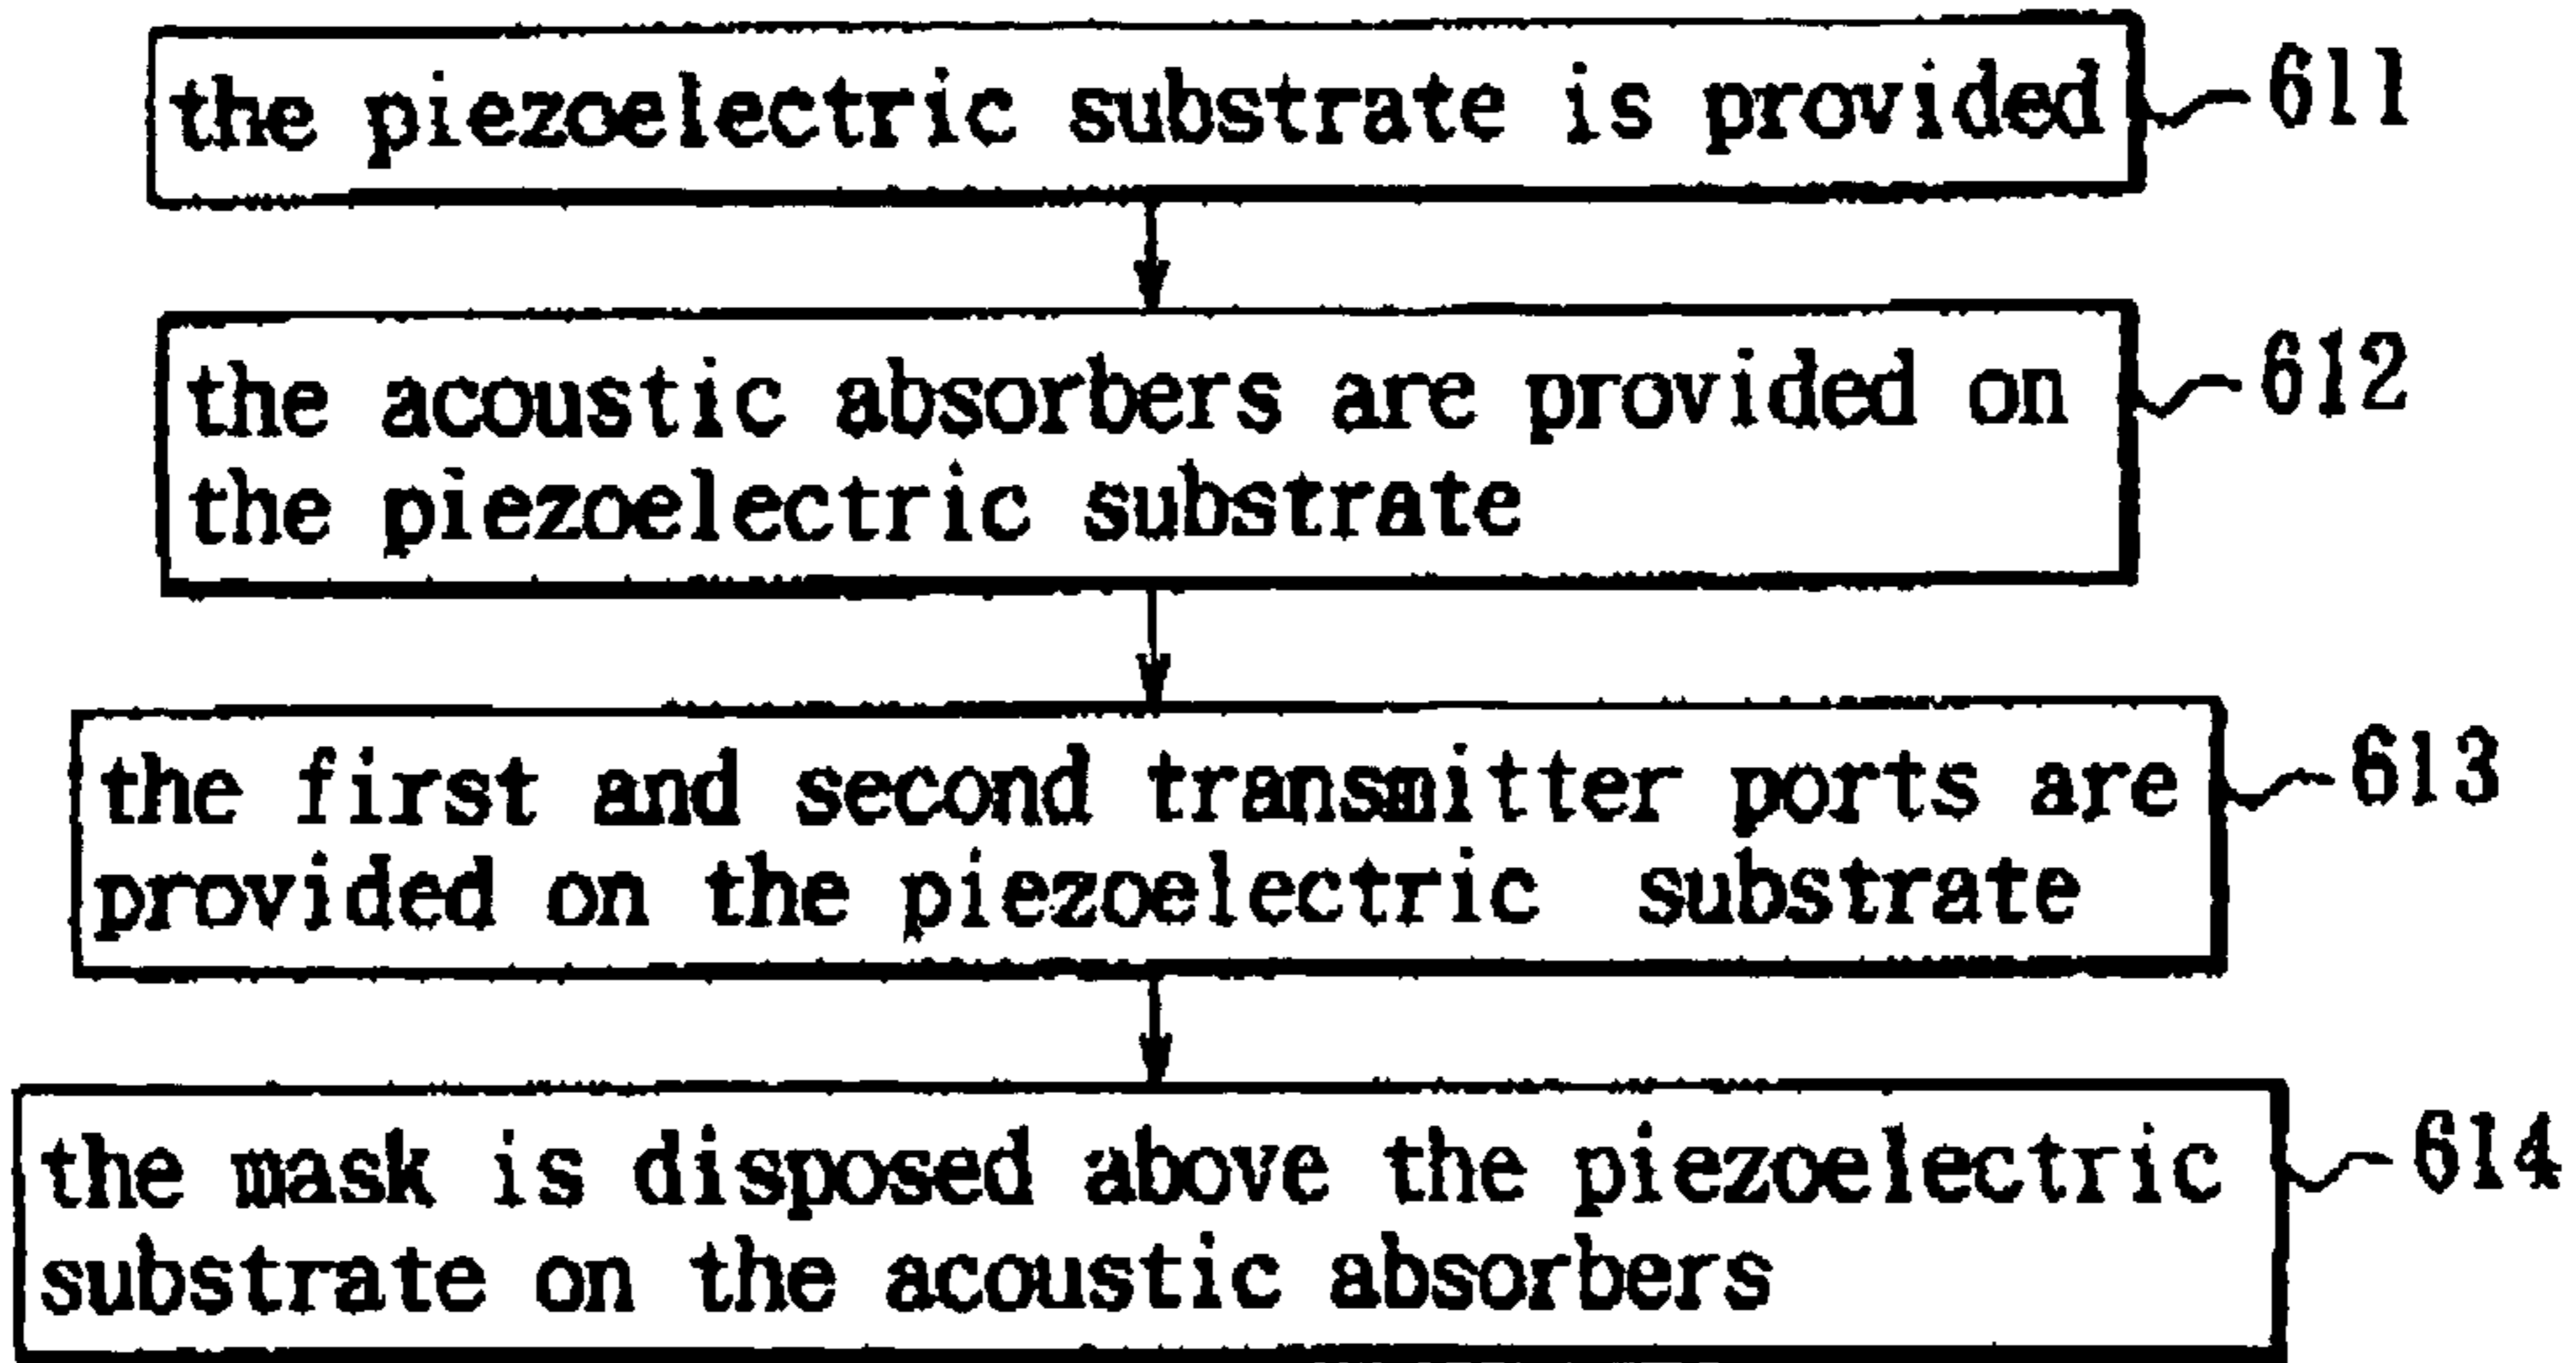 the piezoelectric substrate is provided 611
the acoustic absorbers are provided on 612
the piezoelectric substrate
the first and second transmitter ports are 613
provided on the piezoelectric substrate
the mask is disposed above the piezoelectric 614
substrate on the acoustic absorbers